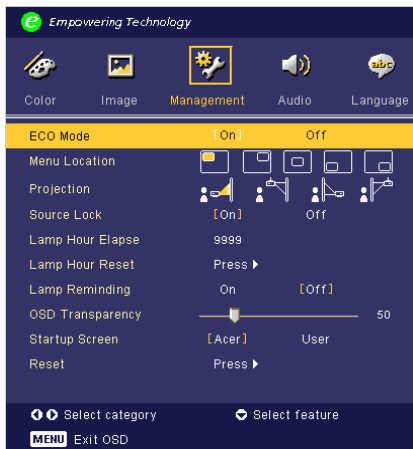 e Empowering Technology
Color Image Management Audio abc Language
ECO Mode [On] Off
Menu Location
Projection
Source Lock [On] Off
Lamp Hour Elapse 9999
Lamp Hour Reset Press
Lamp Reminding On [Off]
OSD Transparency 50
Startup Screen [Acer] User
Reset Press
Select category Select feature
MENU Exit OSD